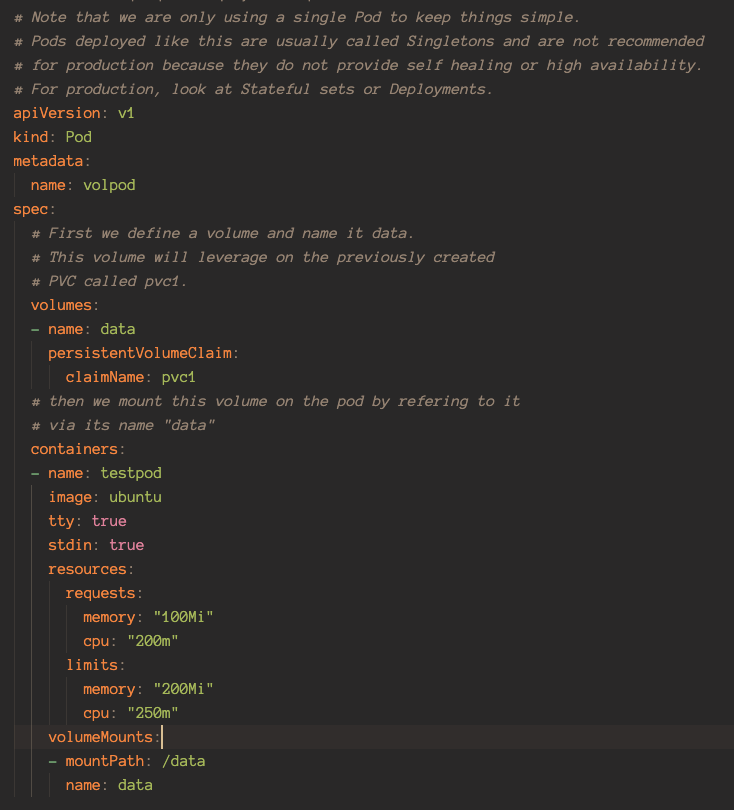 # Note that we are only using a single Pod to keep things simple.
# Pods deployed like this are usually called Singletons and are not recommended
# for production because they do not provide self healing or high availability.
# For production, look at Stateful sets or Deployments.
apiVersion: v1
kind: Pod
metadata:
  name: volpod
spec:
  # First we define a volume and name it data.
  # This volume will leverage on the previously created
  # PVC called pvc1.
  volumes:
  - name: data
    persistentVolumeClaim:
      claimName: pvc1
  # then we mount this volume on the pod by refering to it
  # via its name "data"
  containers:
  - name: testpod
    image: ubuntu
    tty: true
    stdin: true
    resources:
      requests:
        memory: "100Mi"
        cpu: "200m"
      limits:
        memory: "200Mi"
        cpu: "250m"
    volumeMounts:
    - mountPath: /data
      name: data